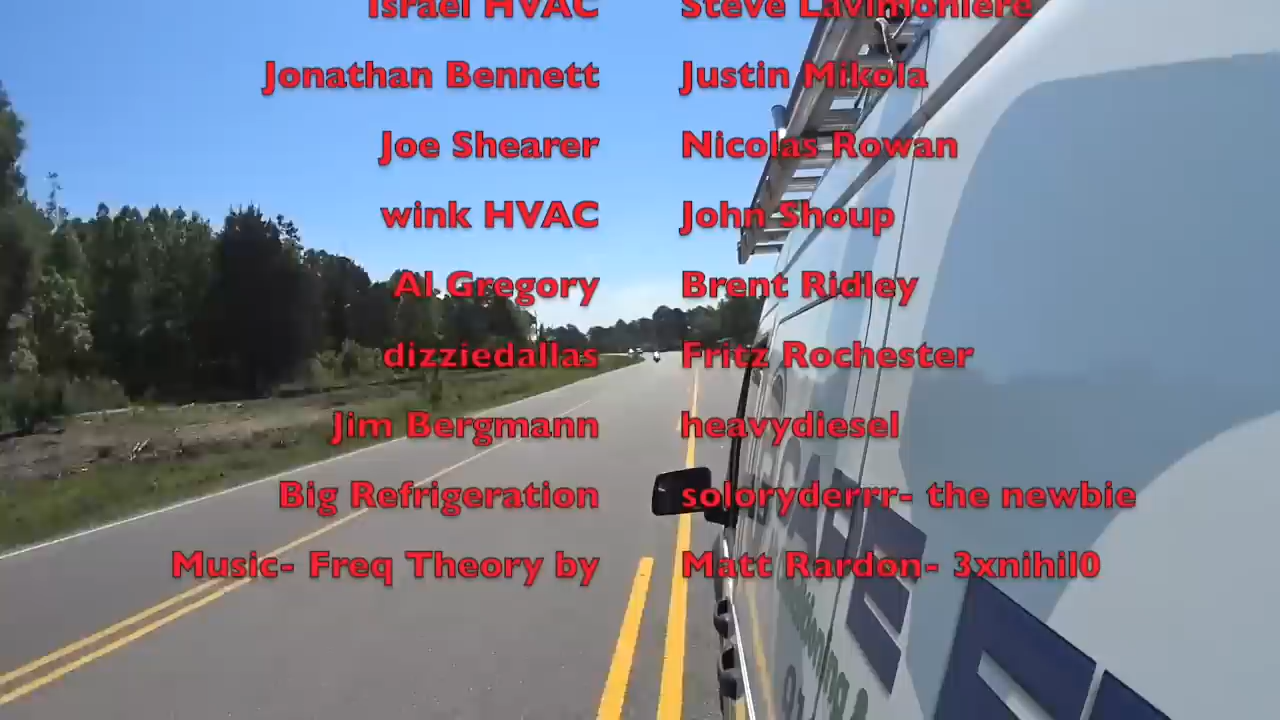 Israel HVAC Steve Lavimoniere
Jonathan Bennett Justin Mikola
Joe Shearer Nicolas Rowan
wink HVAC John Shoup
Al Gregory Brent Ridley
dizziedallas Fritz Rochester
Jim Bergmann heavydiesel
Big Refrigeration soloryderrr- the newbie
Music- Freq Theory by Matt Rardon- 3xnihil0